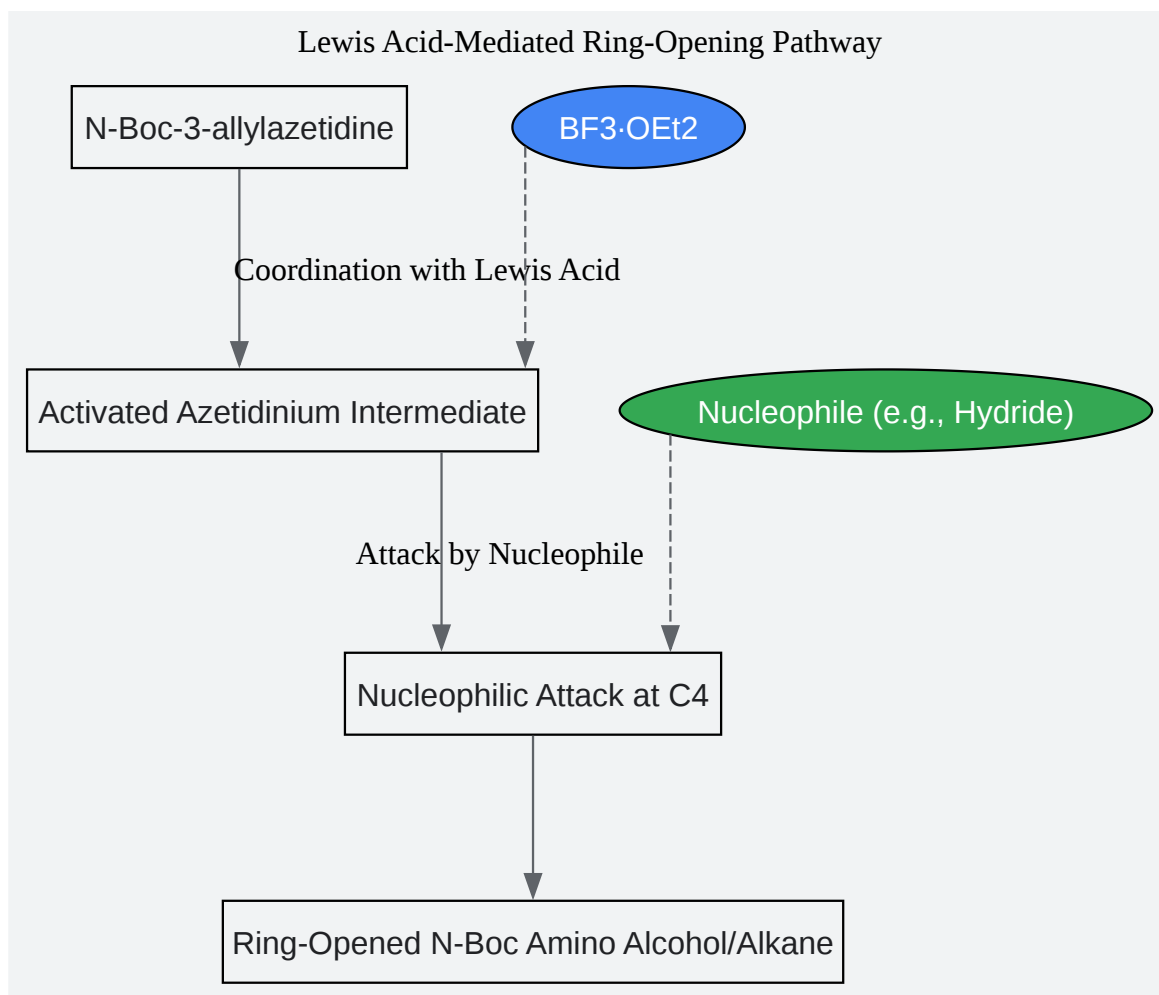 Lewis Acid-Mediated Ring-Opening Pathway
N-Boc-3-allylazetidine
BF3·OEt2
Coordination with Lewis Acid
Activated Azetidinium Intermediate
Nucleophile (e.g., Hydride)
Attack by Nucleophile
Nucleophilic Attack at C4
Ring-Opened N-Boc Amino Alcohol/Alkane